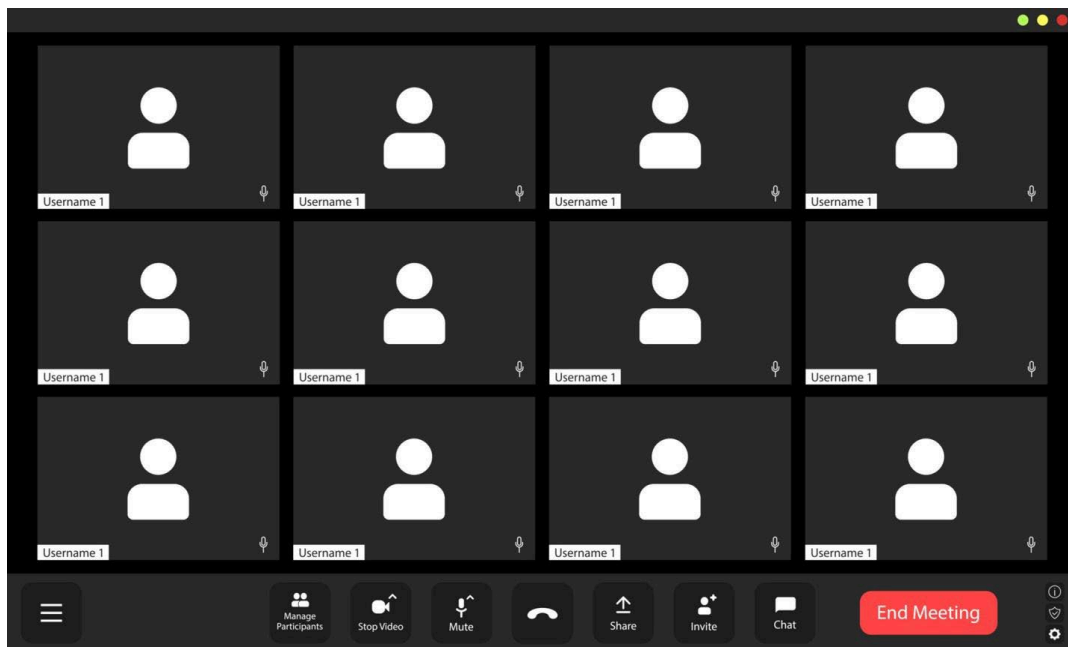 Username 1
Username 1
Username 1
Username 1
Username 1
Username 1
Username 1
Username 1
Username 1
Username 1
Username 1
Username 1
Manage
Participants
Stop Video
Mute
Share
Invite
Chat
End Meeting